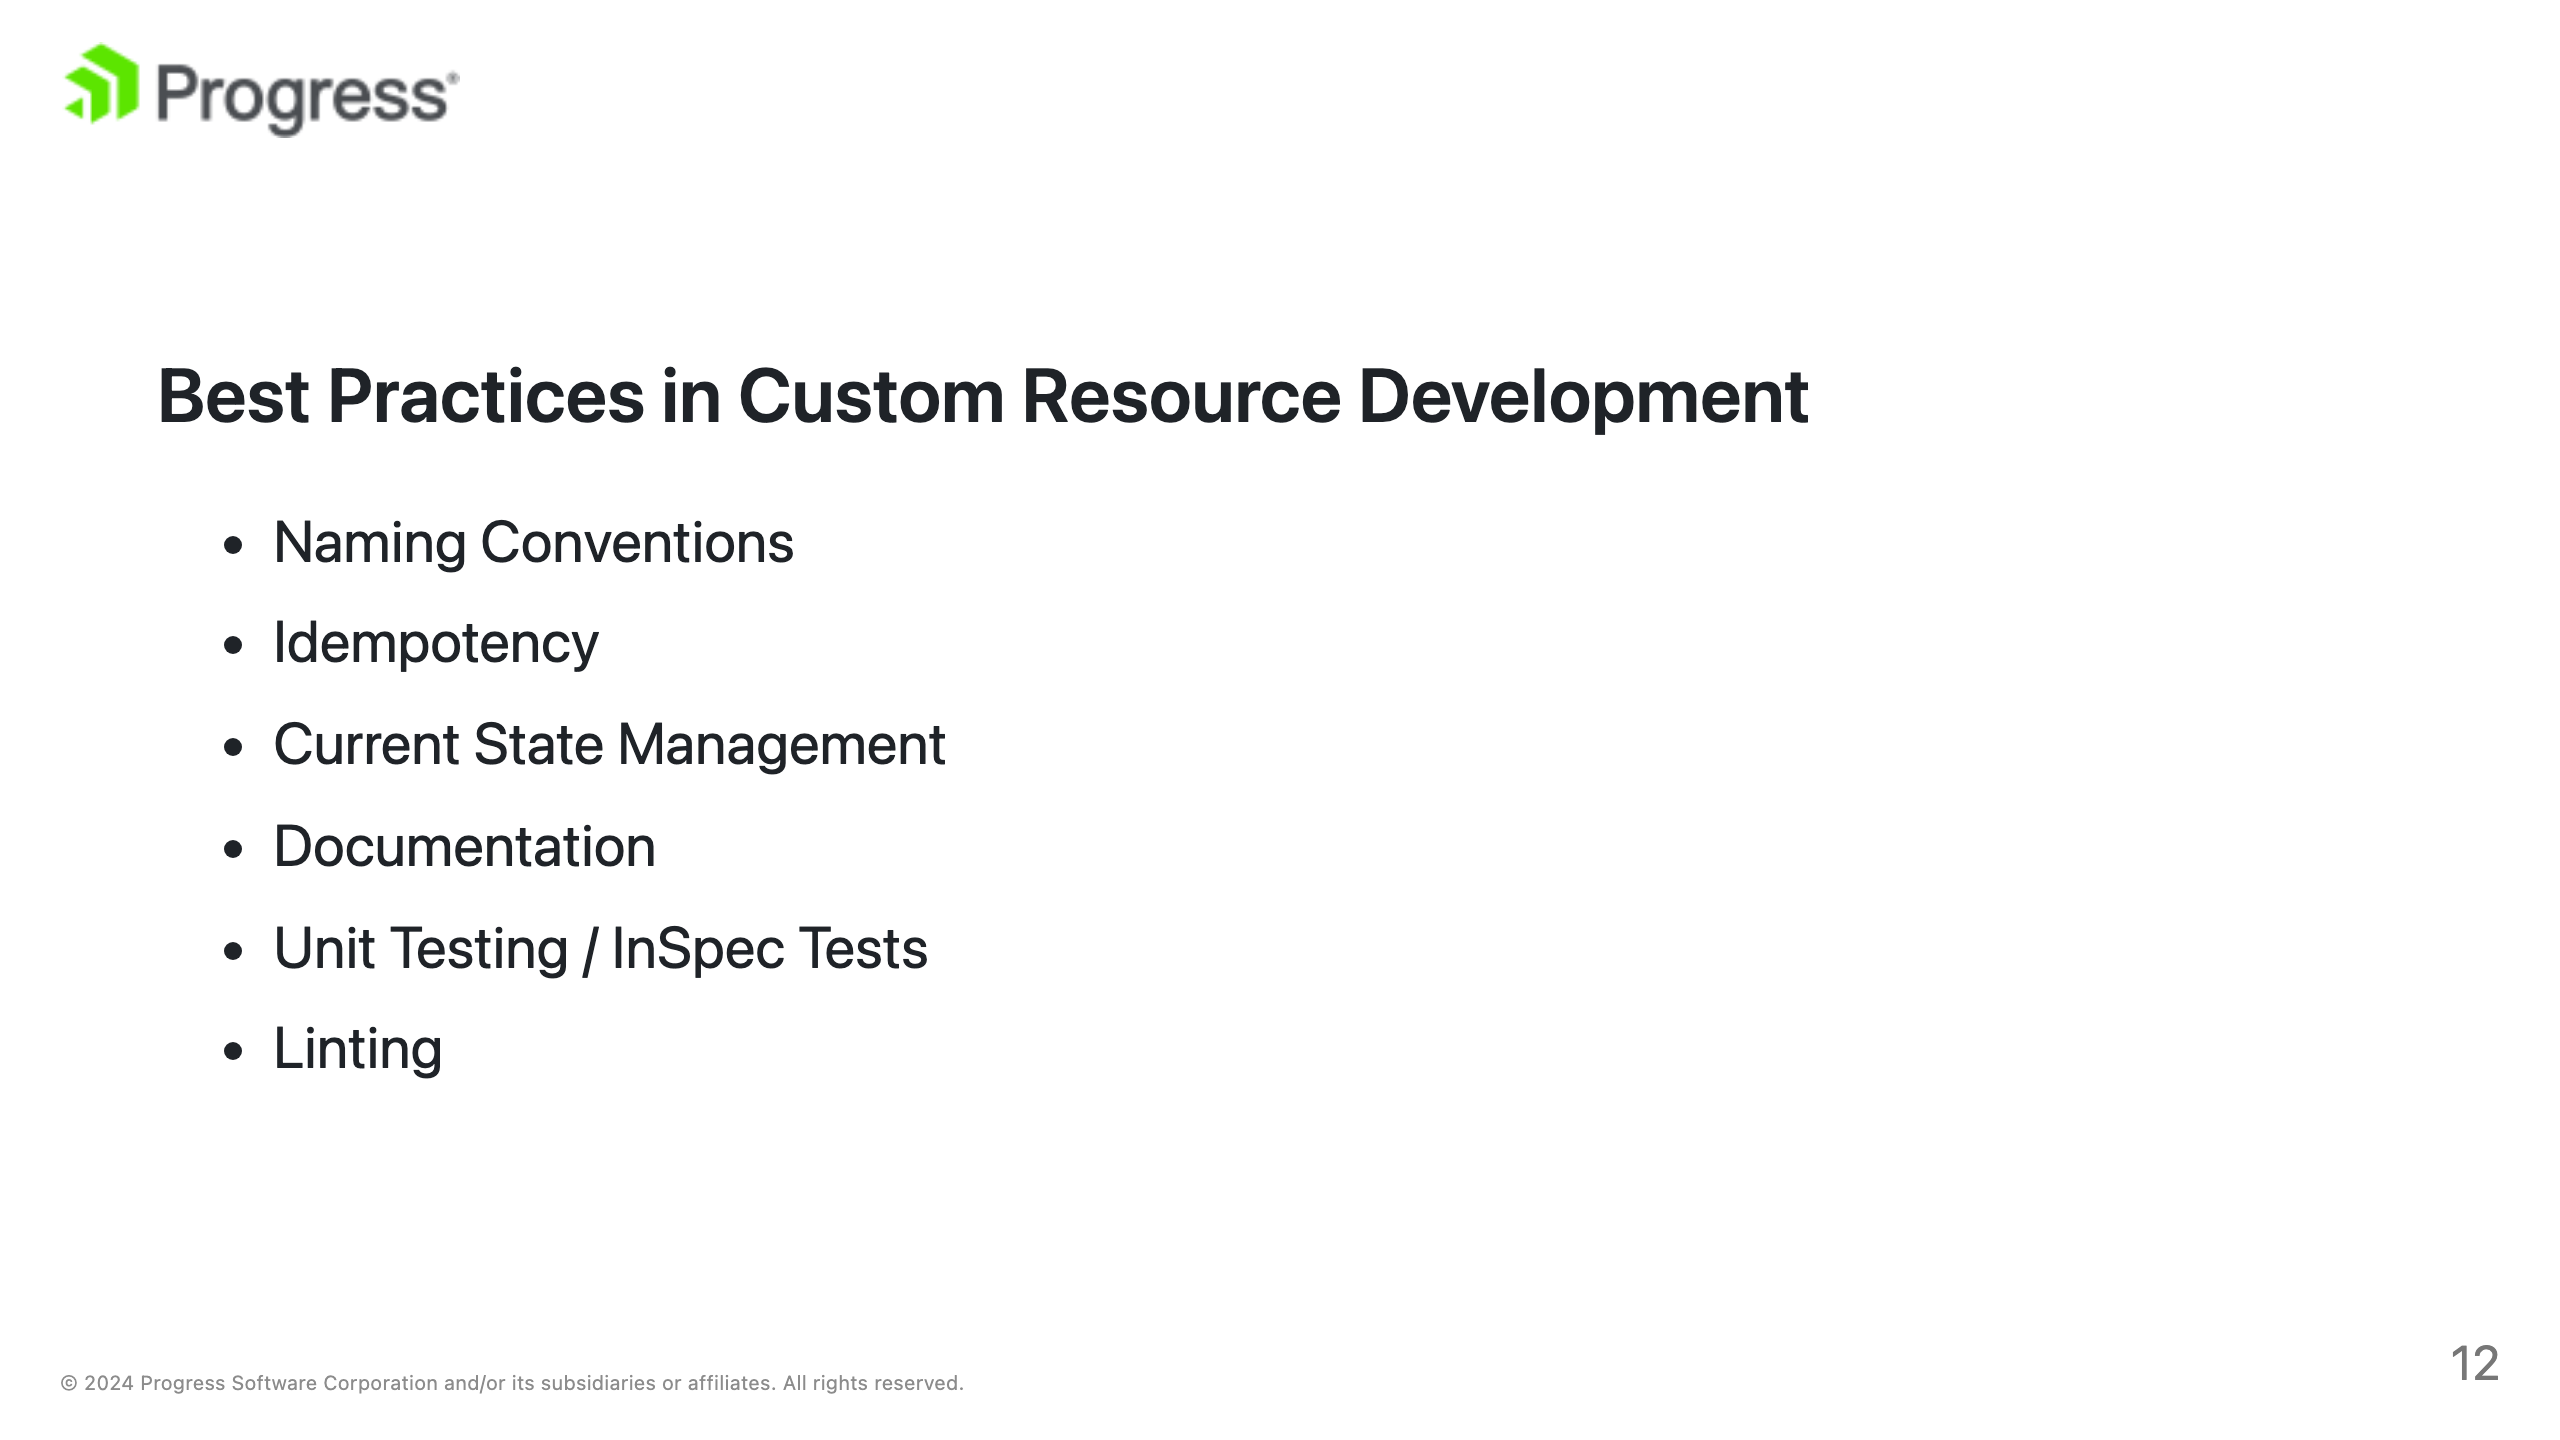 Progress®
Best Practices in Custom Resource Development
• Naming Conventions
• Idempotency
• Current State Management
• Documentation
• Unit Testing / InSpec Tests
• Linting
© 2024 Progress Software Corporation and/or its subsidiaries or affiliates. All rights reserved.
12